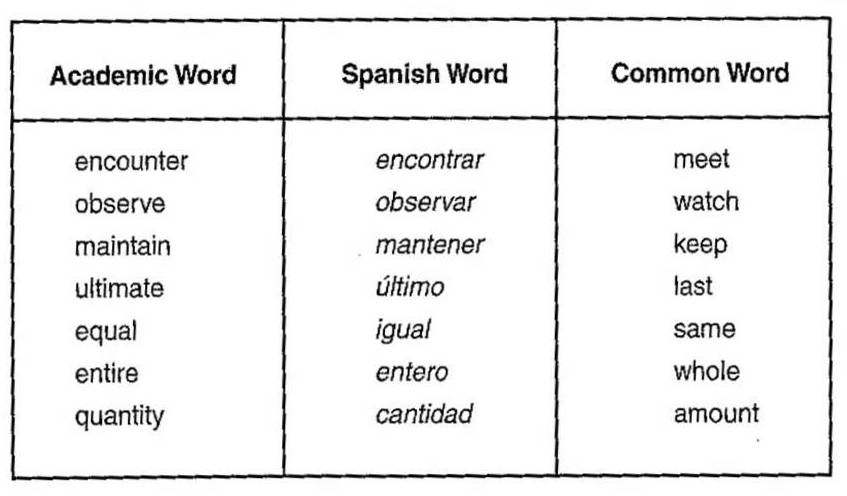 Academic Word Spanish Word Common Word
encounter encontrar meet
observe observar watch
maintain mantener keep
ultimate último last
equal igual same
entire entero whole
quantity cantidad amount